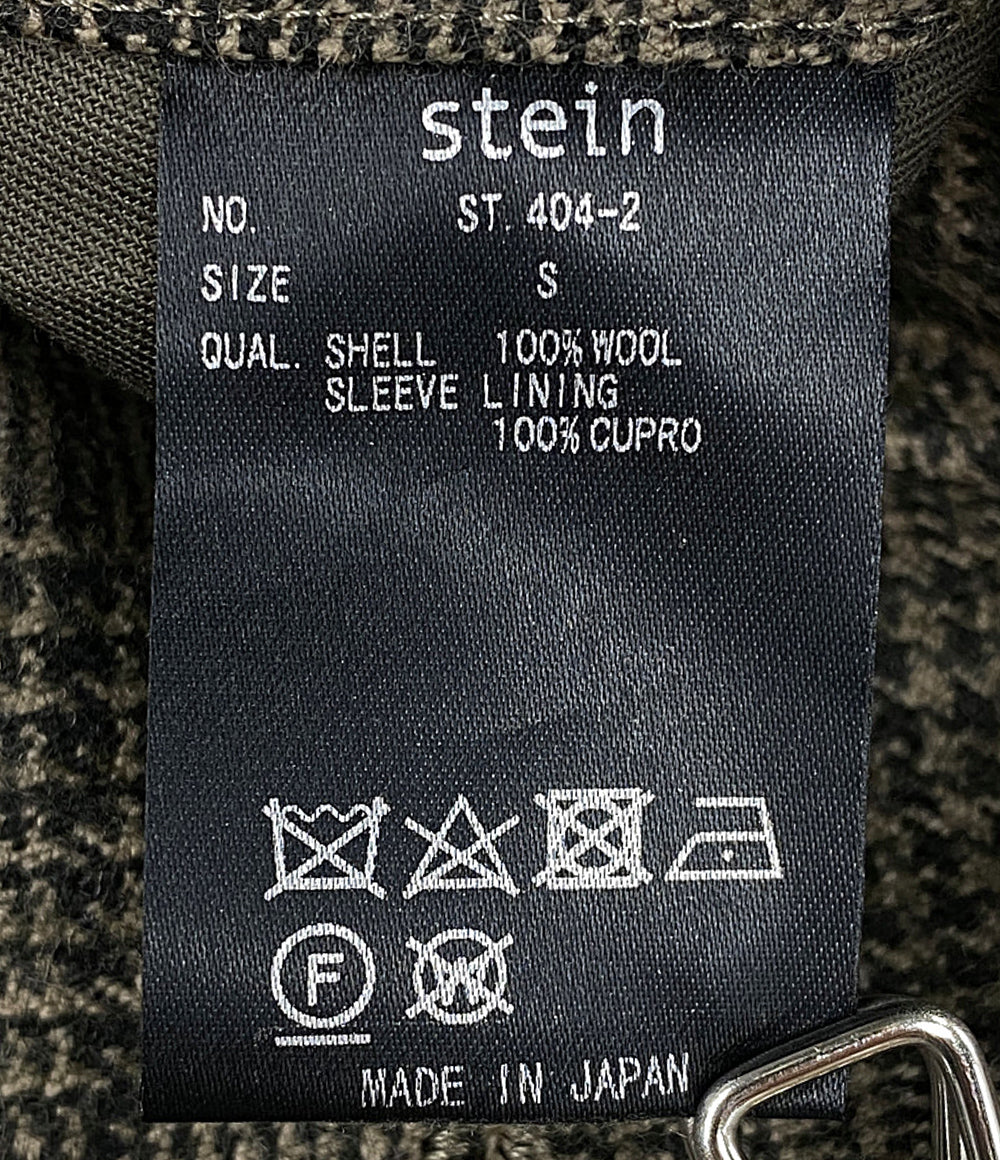 stein
NO. ST. 404-2
SIZE S
QUAL. SHELL 100% WOOL
SLEEVE LINING
100% CUPRO
F W
MADE IN JAPAN